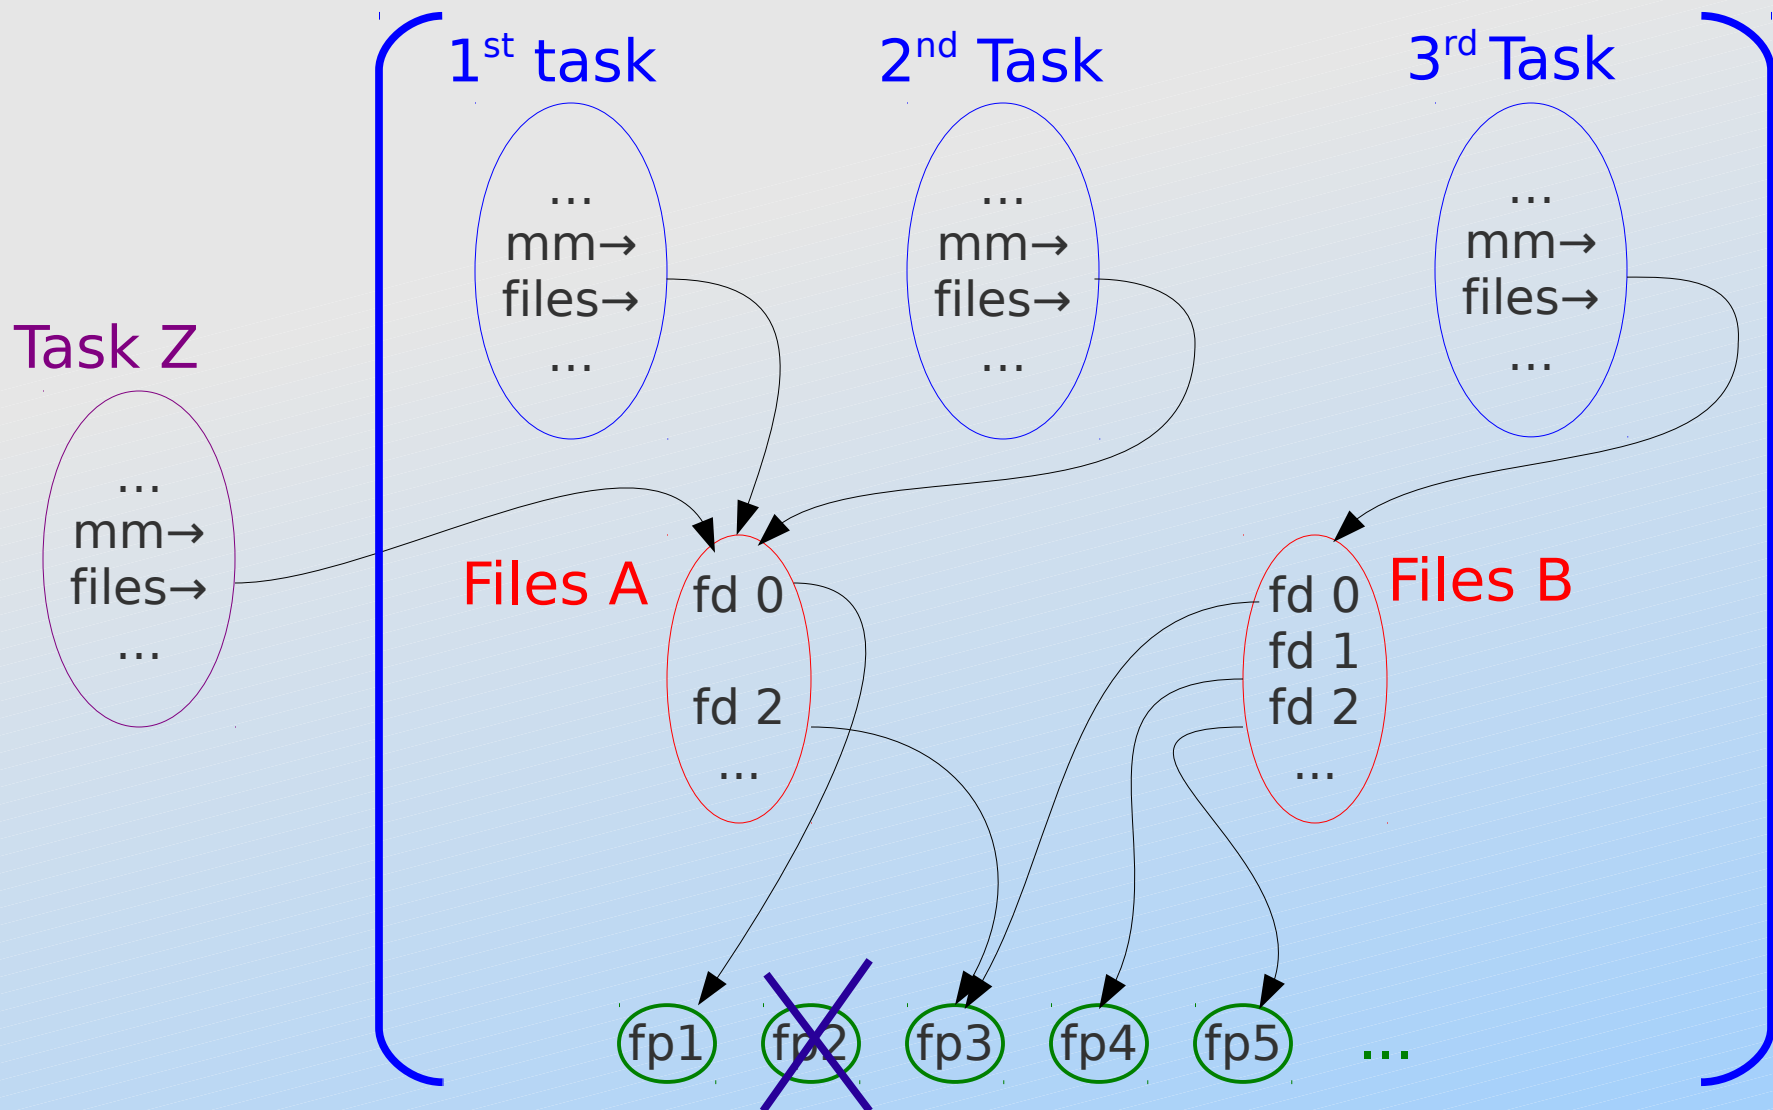 1st task
2nd Task
3rd Task
...
mm→
files→
...
...
mm→
files→
...
...
mm→
files→
...
Task Z
...
mm→
files→
...
Files A
fd 0
fd 2
...
Files B
fd 0
fd 1
fd 2
...
fp1
fp2
fp3
fp4
fp5
...